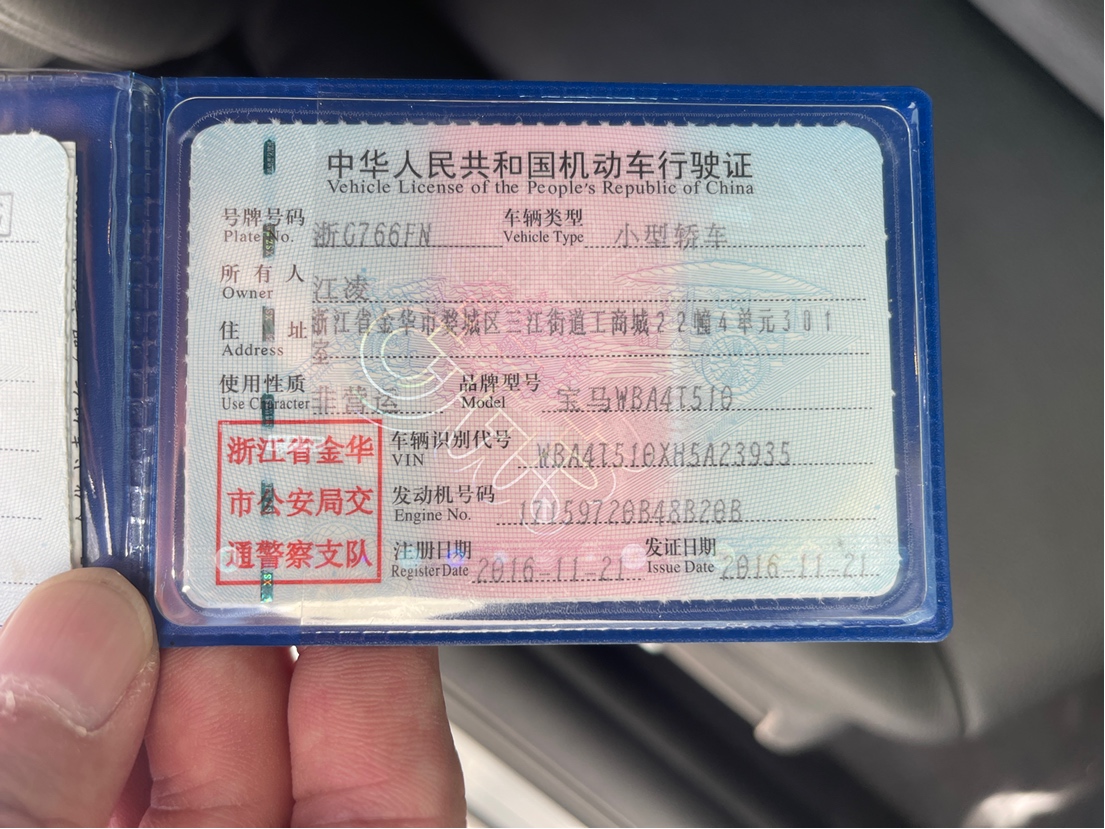 中华人民共和国机动车行驶证
Vehicle License of the People's Republic of China
号牌号码 浙G766FN 车辆类型 小型轿车
Plate No. Vehicle Type
所有人 江凌
Owner
住址 浙江省金华市婺城区三江街道工商城22幢4单元301
Address 室
使用性质 非营运 品牌型号 宝马WBA4T510
Use Character Model
浙江省金华
市公安局交
通警察支队
车辆识别代号 WBA4T510XH5A23935
VIN
发动机号码
Engine No.
注册日期 2016-11-21 发证日期 2016-11-21
Register Date Issue Date